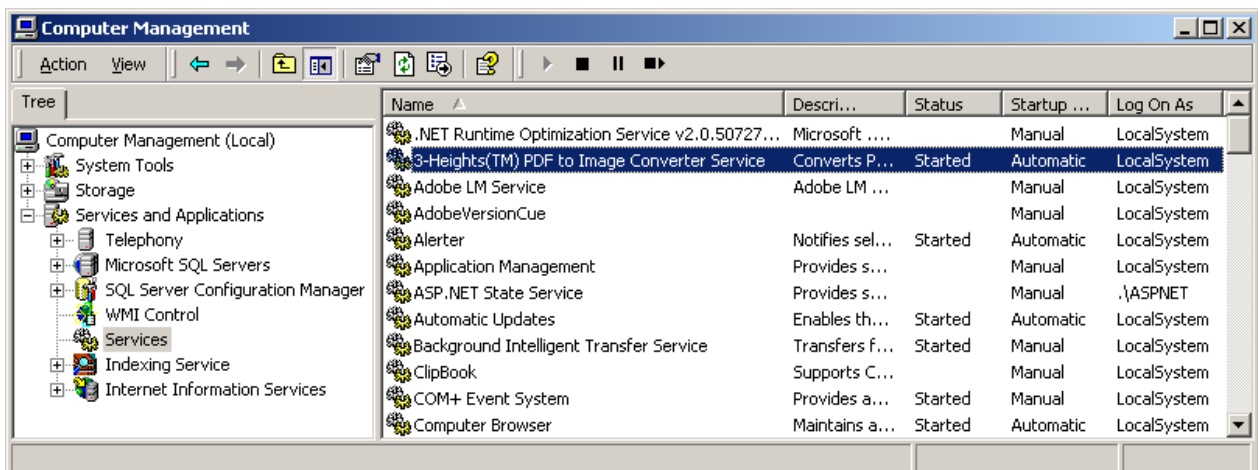 Computer Management
Action View
Tree
Computer Management (Local)
System Tools
Storage
Services and Applications
Telephony
Microsoft SQL Servers
SQL Server Configuration Manager
WMI Control
Services
Indexing Service
Internet Information Services
Name Descri... Status Startup ... Log On As
.NET Runtime Optimization Service v2.0.50727... Microsoft .... Manual LocalSystem
3-Heights(TM) PDF to Image Converter Service Converts P... Started Automatic LocalSystem
Adobe LM Service Adobe LM ... Manual LocalSystem
AdobeVersionCue Manual LocalSystem
Alerter Notifies sel... Started Automatic LocalSystem
Application Management Provides s... Manual LocalSystem
ASP.NET State Service Provides s... Manual .\ASPNET
Automatic Updates Enables th... Started Automatic LocalSystem
Background Intelligent Transfer Service Transfers f... Started Manual LocalSystem
ClipBook Supports C... Manual LocalSystem
COM+ Event System Provides a... Started Manual LocalSystem
Computer Browser Maintains a... Started Automatic LocalSystem